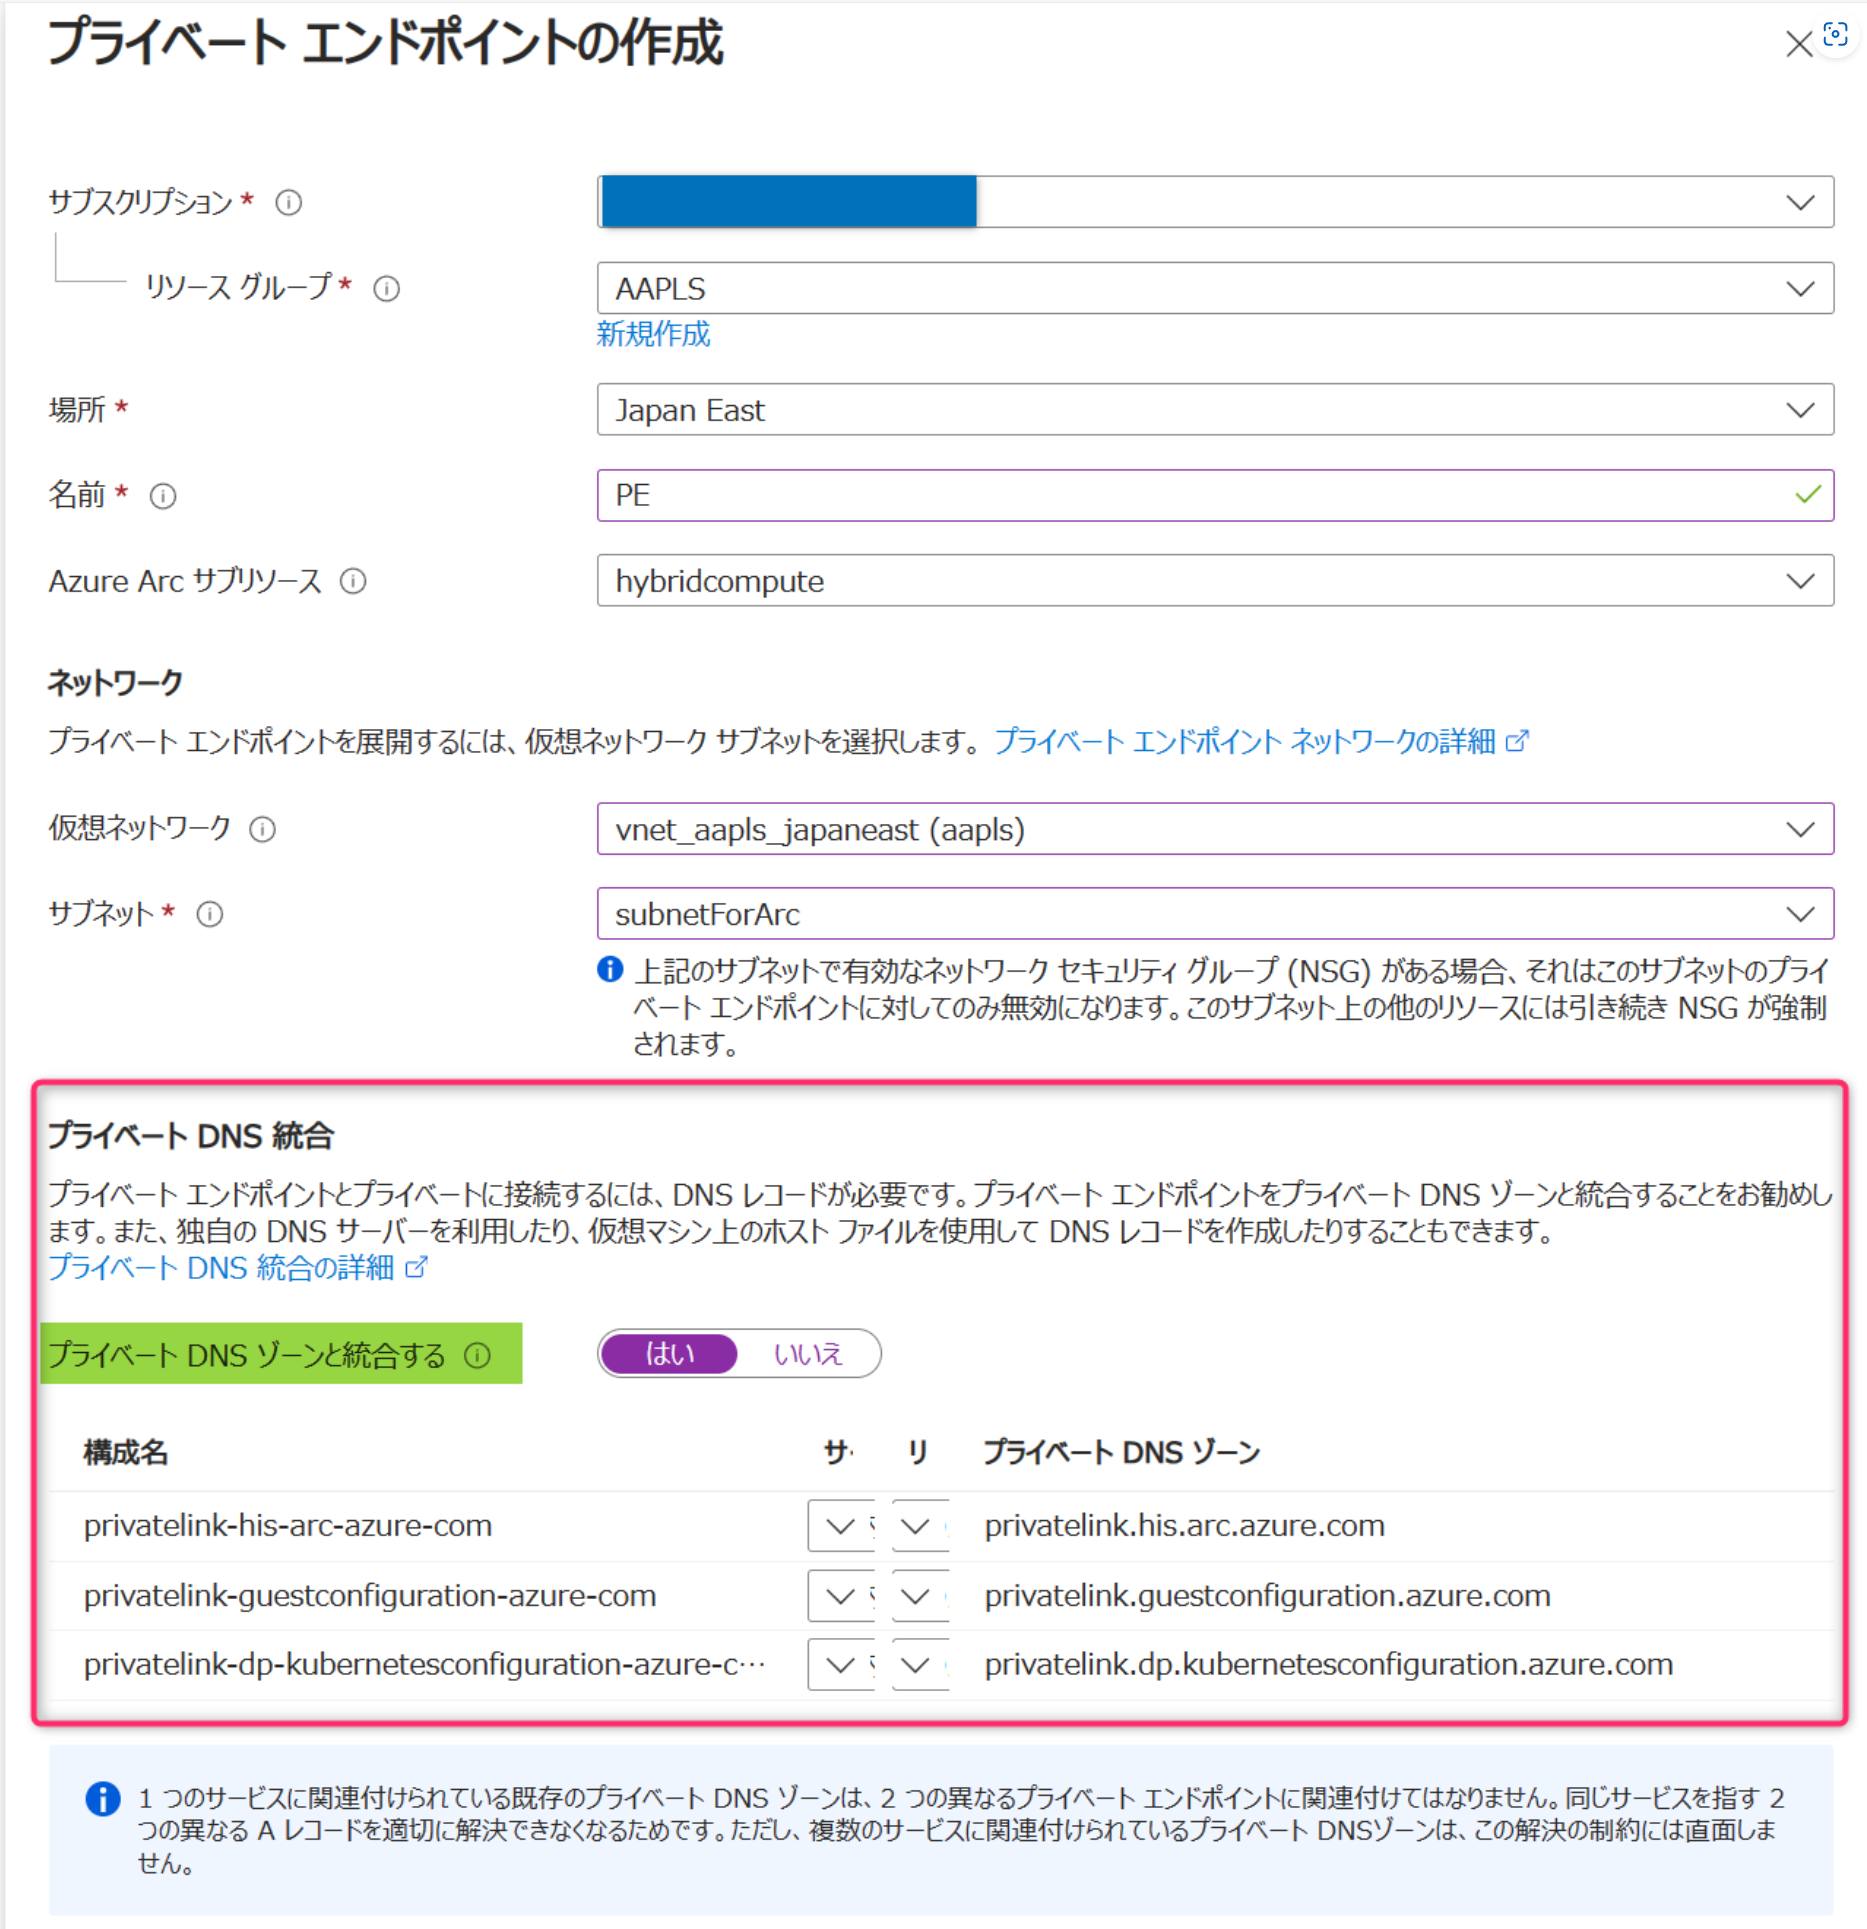 プライベート エンドポイントの作成
サブスクリプション *
リソース グループ *
AAPLS
新規作成
場所 *
Japan East
名前 *
PE
Azure Arc サブリソース
hybridcompute
ネットワーク
プライベート エンドポイントを展開するには、仮想ネットワーク サブネットを選択します。 プライベート エンドポイント ネットワークの詳細
仮想ネットワーク
vnet_aapls_japaneast (aapls)
サブネット *
subnetForArc
上記のサブネットで有効なネットワーク セキュリティ グループ (NSG) がある場合、それはこのサブネットのプライ
ベート エンドポイントに対してのみ無効になります。このサブネット上の他のリソースには引き続き NSG が強制
されます。
プライベート DNS 統合
プライベート エンドポイントとプライベートに接続するには、DNS レコードが必要です。プライベート エンドポイントをプライベート DNS ゾーンと統合することをお勧めし
ます。また、独自の DNS サーバーを利用したり、仮想マシン上のホスト ファイルを使用して DNS レコードを作成したりすることもできます。
プライベート DNS 統合の詳細
プライベート DNS ゾーンと統合する
はい いいえ
構成名 サ リ プライベート DNS ゾーン
privatelink-his-arc-azure-com privatelink.his.arc.azure.com
privatelink-guestconfiguration-azure-com privatelink.guestconfiguration.azure.com
privatelink-dp-kubernetesconfiguration-azure-c… privatelink.dp.kubernetesconfiguration.azure.com
1 つのサービスに関連付けられている既存のプライベート DNS ゾーンは、2 つの異なるプライベート エンドポイントに関連付けてはなりません。同じサービスを指す 2
つの異なる A レコードを適切に解決できなくなるためです。ただし、複数のサービスに関連付けられているプライベート DNSゾーンは、この解決の制約には直面しま
せん。